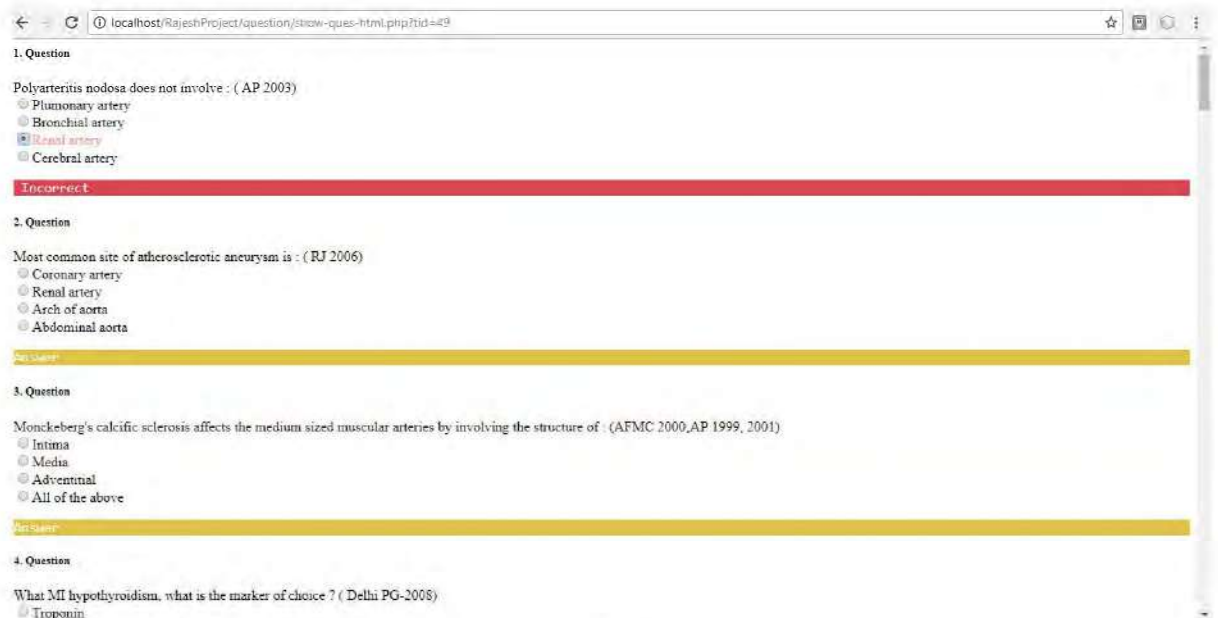 localhost/RajeshProject/question/show-ques-html.php?tid=49
1. Question
Polyarteritis nodosa does not involve : ( AP 2003)
Plumonary artery
Bronchial artery
Renal artery
Cerebral artery
Incorrect
2. Question
Most common site of atherosclerotic aneurysm is : ( RJ 2006)
Coronary artery
Renal artery
Arch of aorta
Abdominal aorta
Answer
3. Question
Monckeberg's calcific sclerosis affects the medium sized muscular arteries by involving the structure of : (AFMC 2000,AP 1999, 2001)
Intima
Media
Adventitial
All of the above
Answer
4. Question
What MI hypothyroidism, what is the marker of choice ? ( Delhi PG-2008)
Troponin